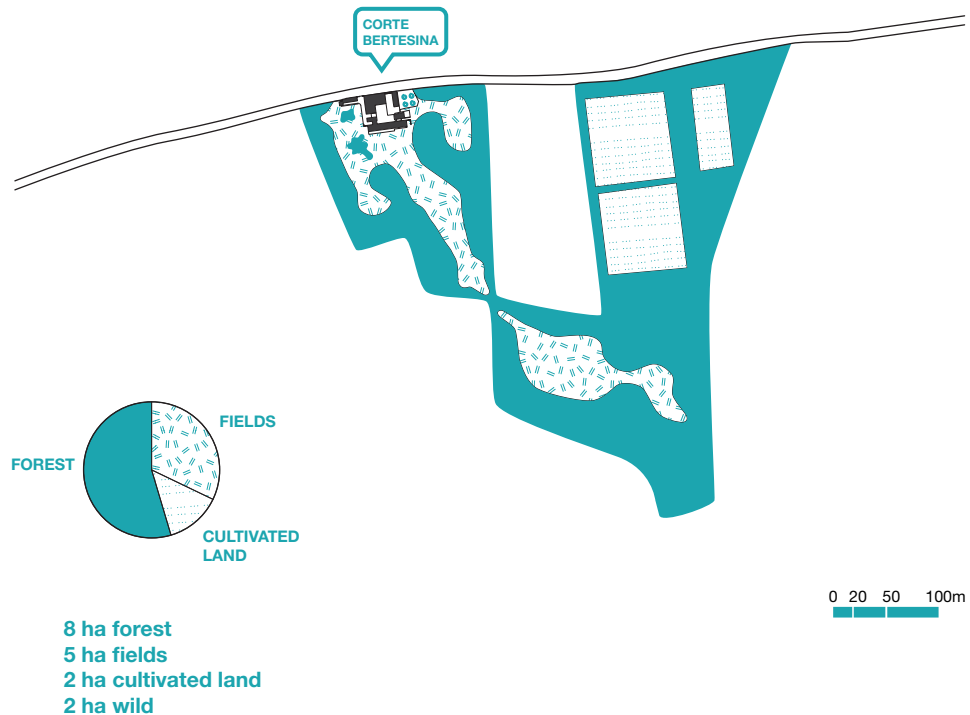 CORTE
BERTESINA
FIELDS
FOREST
CULTIVATED
LAND
0 20 50 100m
8 ha forest
5 ha fields
2 ha cultivated land
2 ha wild